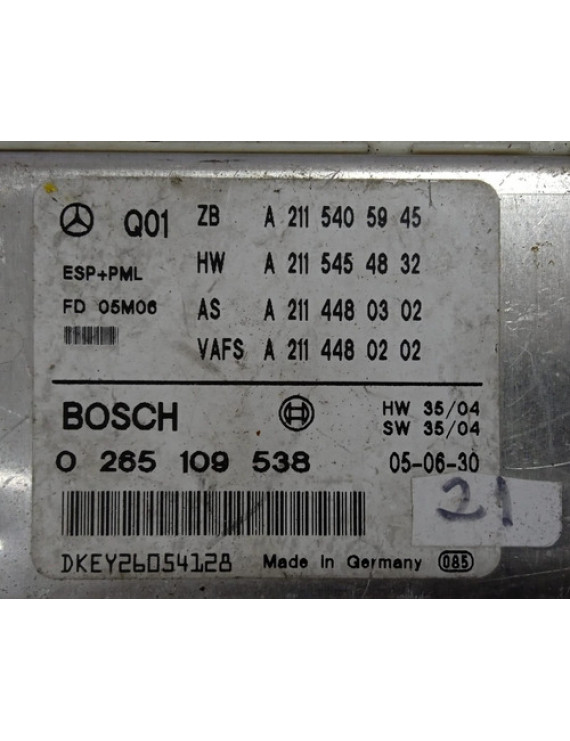 Q01 ZB A 211 540 59 45
ESP+PML HW A 211 545 48 32
FD 05M06 AS A 211 448 03 02
VAFS A 211 448 02 02
BOSCH HW 35/04
SW 35/04
0 265 109 538 05-06-30
21
DKEY26054128 Made In Germany 085